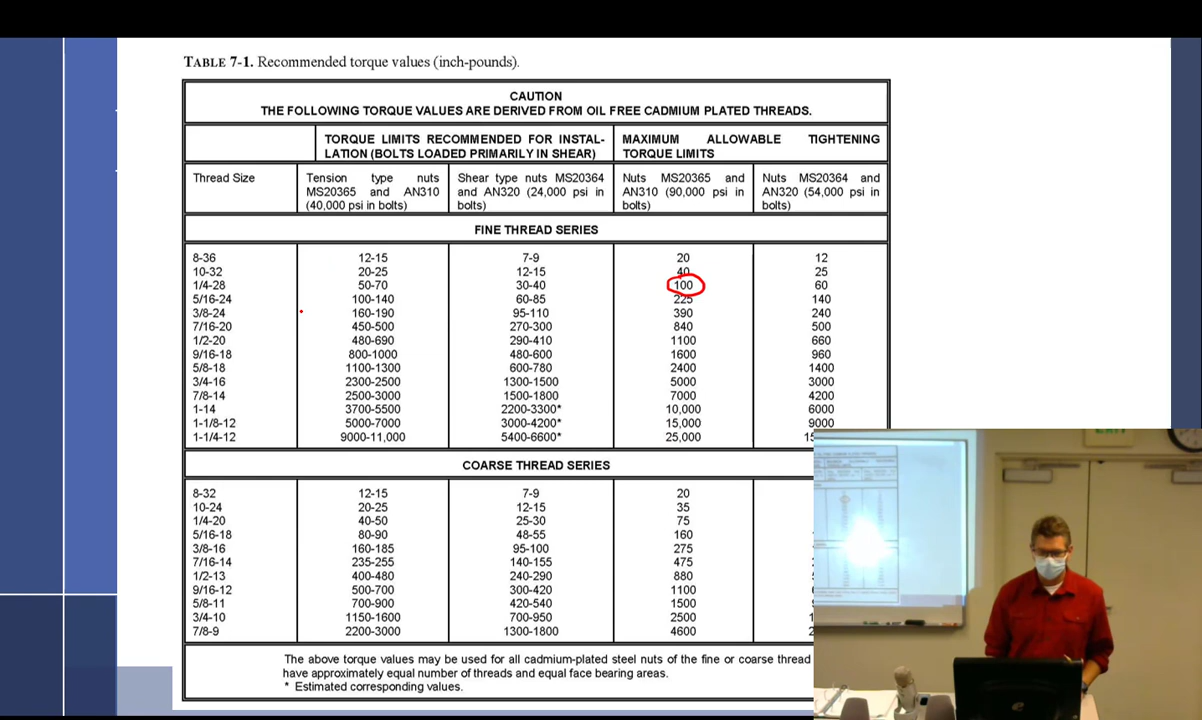 TABLE 7-1. Recommended torque values (inch-pounds).
CAUTION
THE FOLLOWING TORQUE VALUES ARE DERIVED FROM OIL FREE CADMIUM PLATED THREADS.
TORQUE LIMITS RECOMMENDED FOR INSTAL-
LATION (BOLTS LOADED PRIMARILY IN SHEAR)
MAXIMUM ALLOWABLE TIGHTENING
TORQUE LIMITS
Thread Size
Tension type nuts
MS20365 and AN310
(40,000 psi in bolts)
Shear type nuts MS20364
and AN320 (24,000 psi in
bolts)
Nuts MS20365 and
AN310 (90,000 psi in
bolts)
Nuts MS20364 and
AN320 (54,000 psi in
bolts)
FINE THREAD SERIES
8-36 12-15 7-9 20 12
10-32 20-25 12-15 40 25
1/4-28 50-70 30-40 100 60
5/16-24 100-140 60-85 225 140
3/8-24 160-190 95-110 390 240
7/16-20 450-500 270-300 840 500
1/2-20 480-690 290-410 1100 660
9/16-18 800-1000 480-600 1600 960
5/8-18 1100-1300 600-780 2400 1400
3/4-16 2300-2500 1300-1500 5000 3000
7/8-14 2500-3000 1500-1800 7000 4200
1-14 3700-5500 2200-3300* 10,000 6000
1-1/8-12 5000-7000 3000-4200* 15,000 9000
1-1/4-12 9000-11,000 5400-6600* 25,000
COARSE THREAD SERIES
8-32 12-15 7-9 20
10-24 20-25 12-15 35
1/4-20 40-50 25-30 75
5/16-18 80-90 48-55 160
3/8-16 160-185 95-100 275
7/16-14 235-255 140-155 475
1/2-13 400-480 240-290 880
9/16-12 500-700 300-420 1100
5/8-11 700-900 420-540 1500
3/4-10 1150-1600 700-950 2500
7/8-9 2200-3000 1300-1800 4600
The above torque values may be used for all cadmium-plated steel nuts of the fine or coarse thread
have approximately equal number of threads and equal face bearing areas.
* Estimated corresponding values.